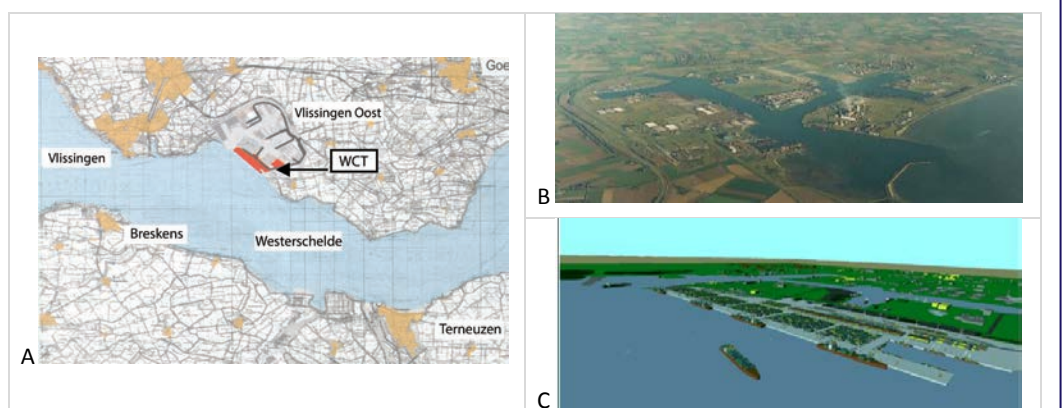 Goe
Vlissingen Oost
Vlissingen
WCT
Breskens
Westerschelde
Terneuzen
A
B
C